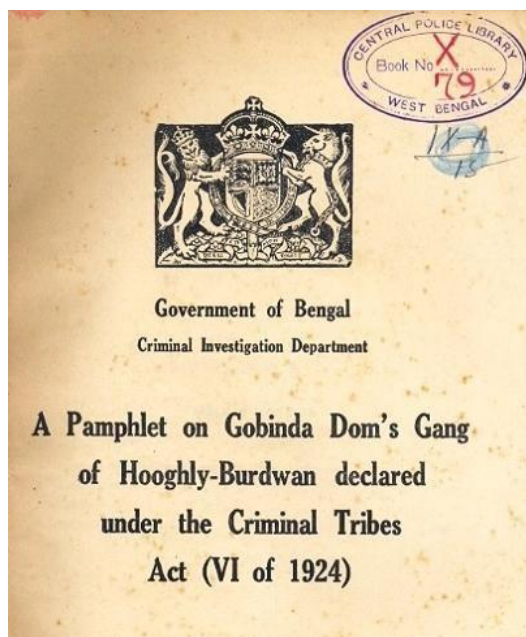 CENTRAL POLICE LIBRARY
Book No X
79
WEST BENGAL
IX A
15
Government of Bengal
Criminal Investigation Department
A Pamphlet on Gobinda Dom's Gang
of Hooghly-Burdwan declared
under the Criminal Tribes
Act (VI of 1924)